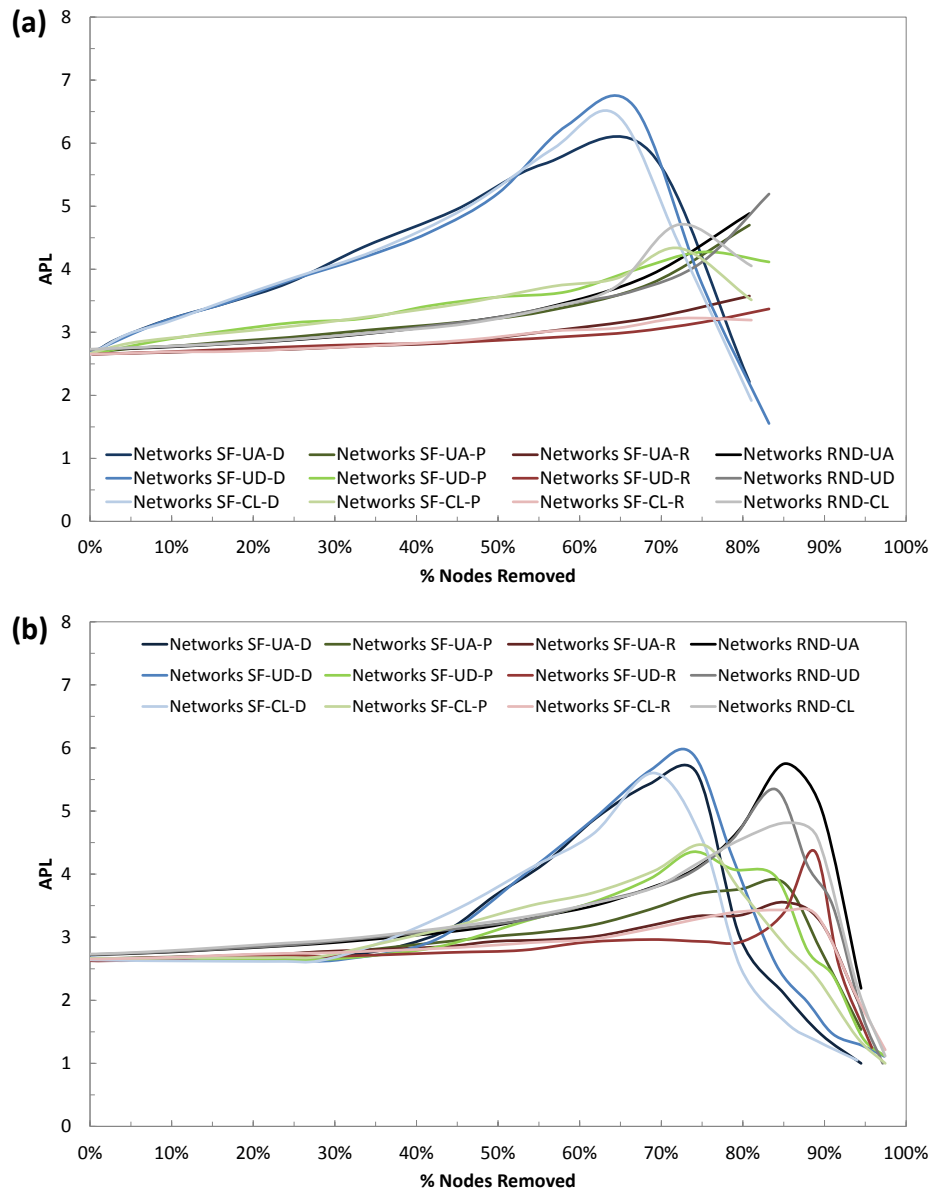 (a)
8
7
6
5
4
3
2
1
0
APL
Networks SF-UA-D Networks SF-UA-P Networks SF-UA-R Networks RND-UA
Networks SF-UD-D Networks SF-UD-P Networks SF-UD-R Networks RND-UD
Networks SF-CL-D Networks SF-CL-P Networks SF-CL-R Networks RND-CL
0% 10% 20% 30% 40% 50% 60% 70% 80% 90% 100%
% Nodes Removed
(b)
8
7
6
5
4
3
2
1
0
APL
Networks SF-UA-D Networks SF-UA-P Networks SF-UA-R Networks RND-UA
Networks SF-UD-D Networks SF-UD-P Networks SF-UD-R Networks RND-UD
Networks SF-CL-D Networks SF-CL-P Networks SF-CL-R Networks RND-CL
0% 10% 20% 30% 40% 50% 60% 70% 80% 90% 100%
% Nodes Removed